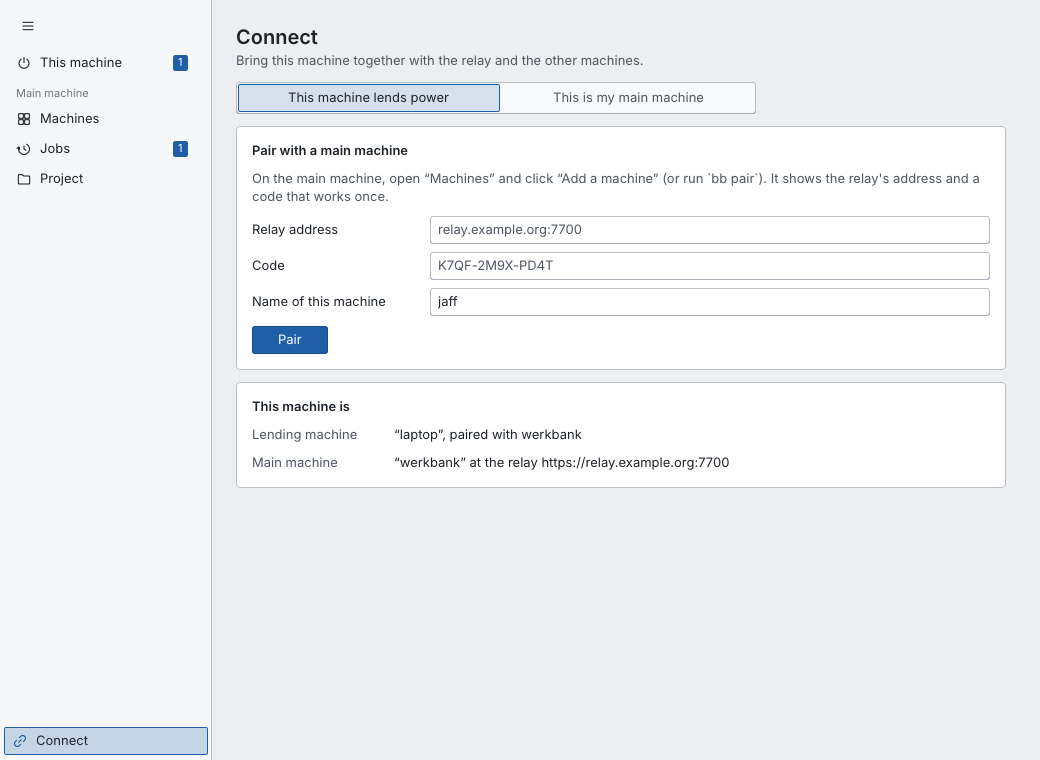 This machine
1
Main machine
Machines
Jobs
1
Project
Connect
Connect
Bring this machine together with the relay and the other machines.
This machine lends power
This is my main machine
Pair with a main machine
On the main machine, open “Machines” and click “Add a machine” (or run `bb pair`). It shows the relay's address and a
code that works once.
Relay address
relay.example.org:7700
Code
K7QF-2M9X-PD4T
Name of this machine
jaff
Pair
This machine is
Lending machine
“laptop”, paired with werkbank
Main machine
“werkbank” at the relay https://relay.example.org:7700